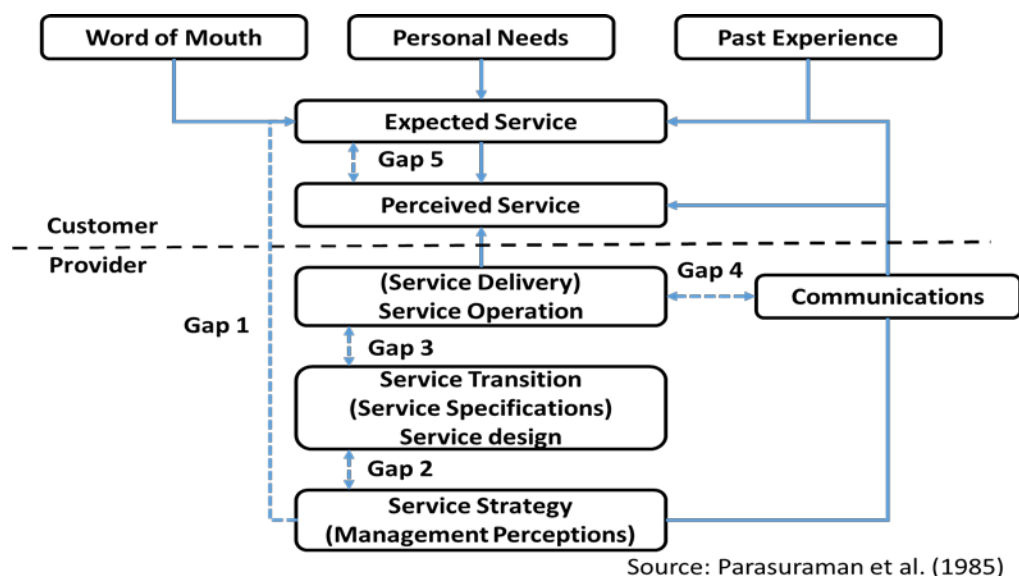 Word of Mouth
Personal Needs
Past Experience
Expected Service
Gap 5
Perceived Service
Customer
Provider
(Service Delivery)
Service Operation
Gap 4
Communications
Gap 1
Gap 3
Service Transition
(Service Specifications)
Service design
Gap 2
Service Strategy
(Management Perceptions)
Source: Parasuraman et al. (1985)